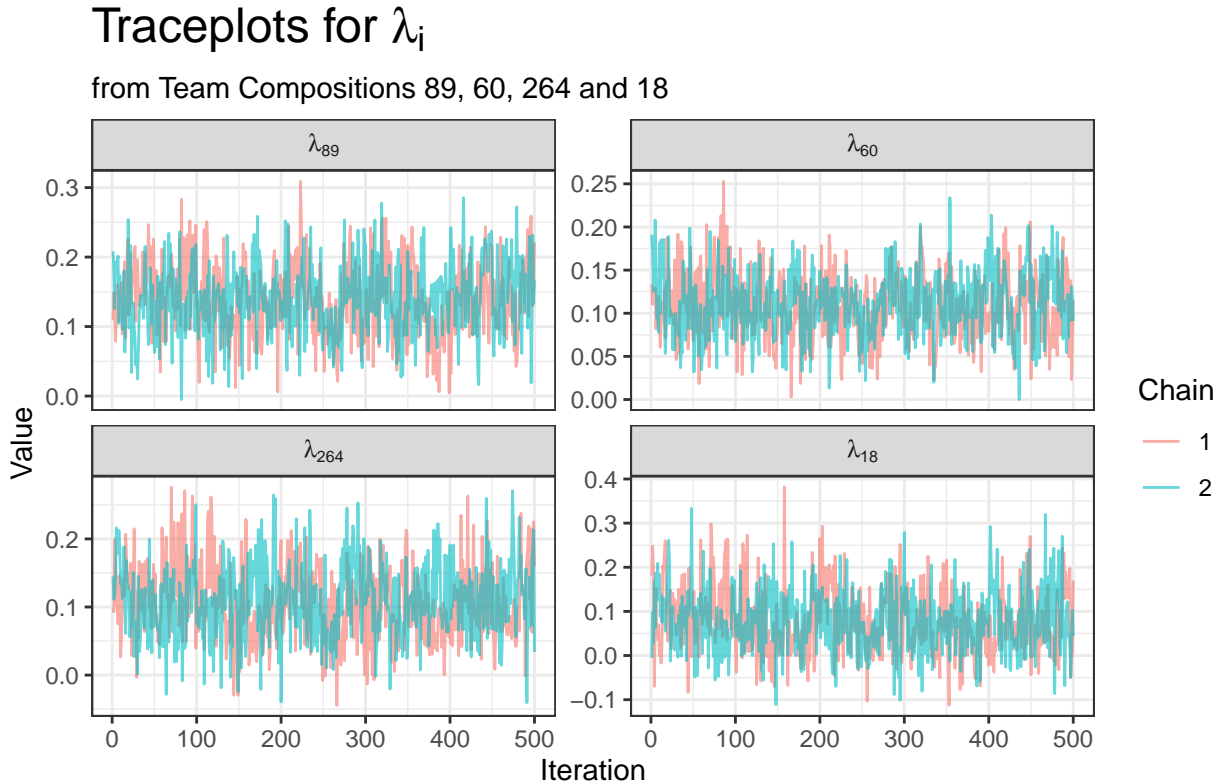 Traceplots for λi
from Team Compositions 89, 60, 264 and 18
λ89
λ60
0.3
0.2
0.1
0.0
0.25
0.20
0.15
0.10
0.05
0.00
λ264
λ18
0.2
0.1
0.0
0.4
0.3
0.2
0.1
0.0
−0.1
0 100 200 300 400 500
0 100 200 300 400 500
Iteration
Value
Chain
1
2